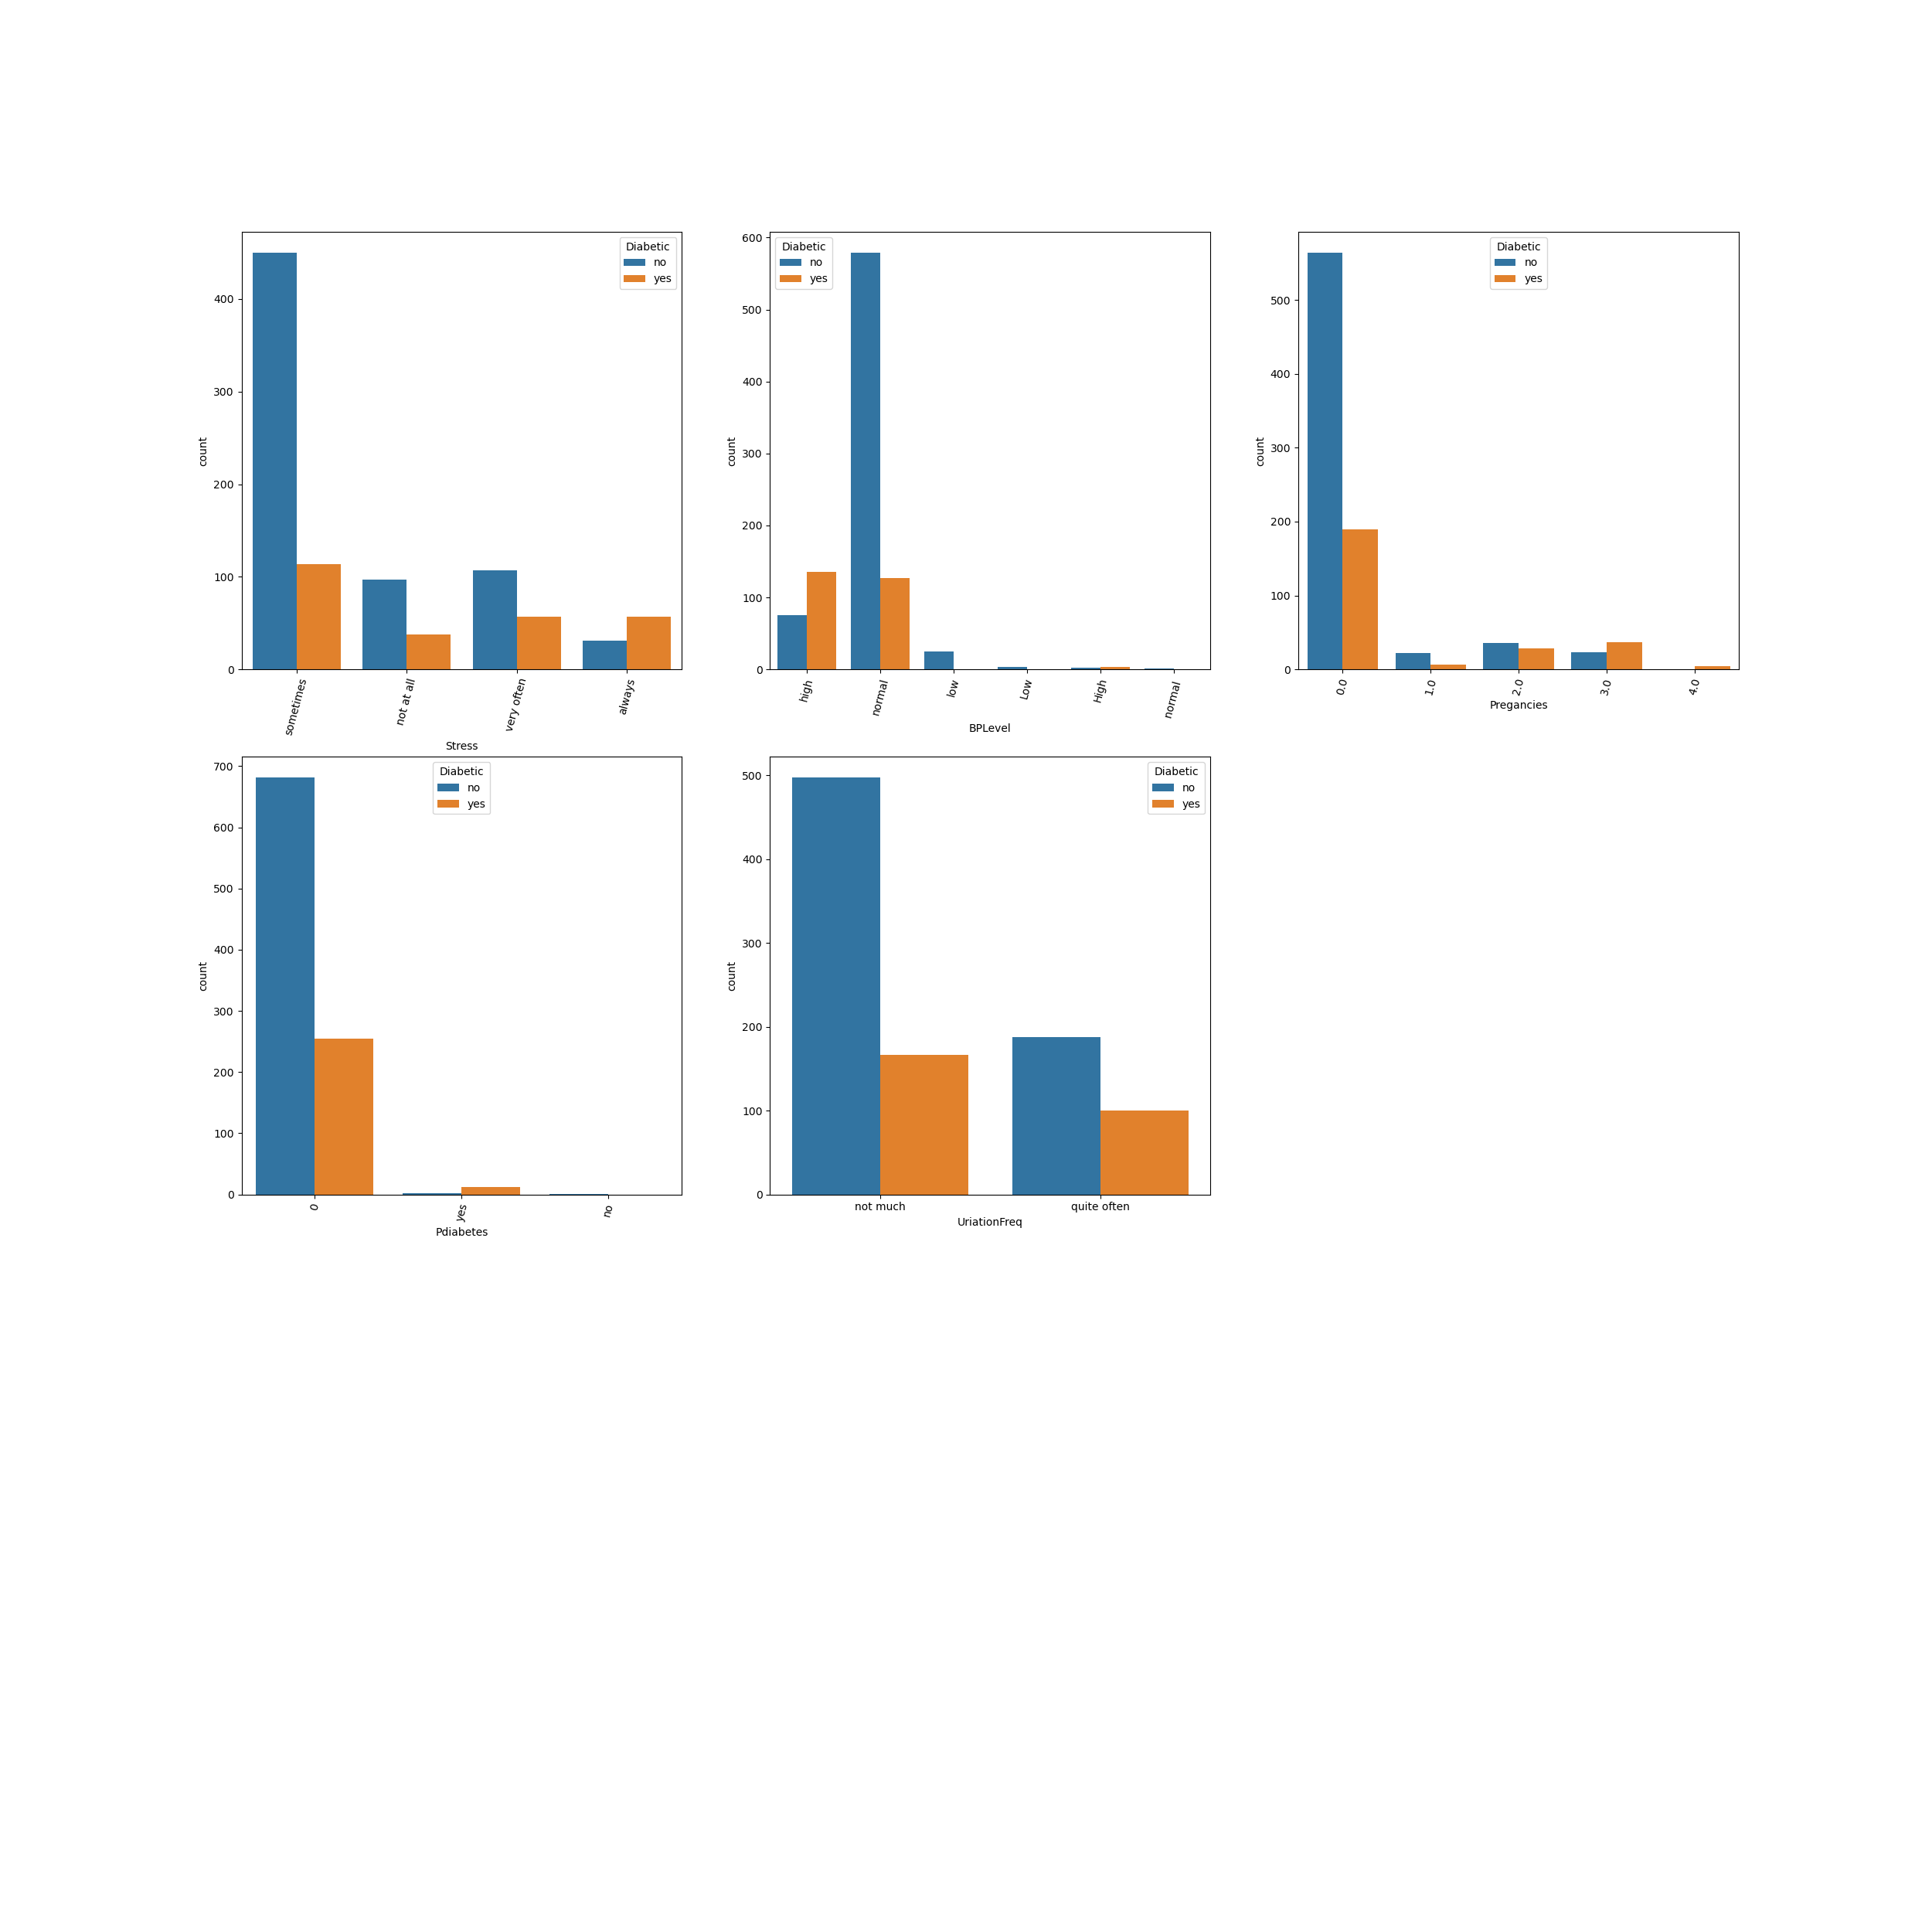 Diabetic
no
yes
400
300
200
100
0
count
sometimes
not at all
very often
always
Stress
Diabetic
no
yes
600
500
400
300
200
100
0
count
high
normal
low
Low
High
normal
BPLevel
Diabetic
no
yes
500
400
300
200
100
0
count
0.0
1.0
2.0
3.0
4.0
Pregancies
Diabetic
no
yes
700
600
500
400
300
200
100
0
count
0
yes
no
Pdiabetes
Diabetic
no
yes
500
400
300
200
100
0
count
not much
quite often
UriationFreq